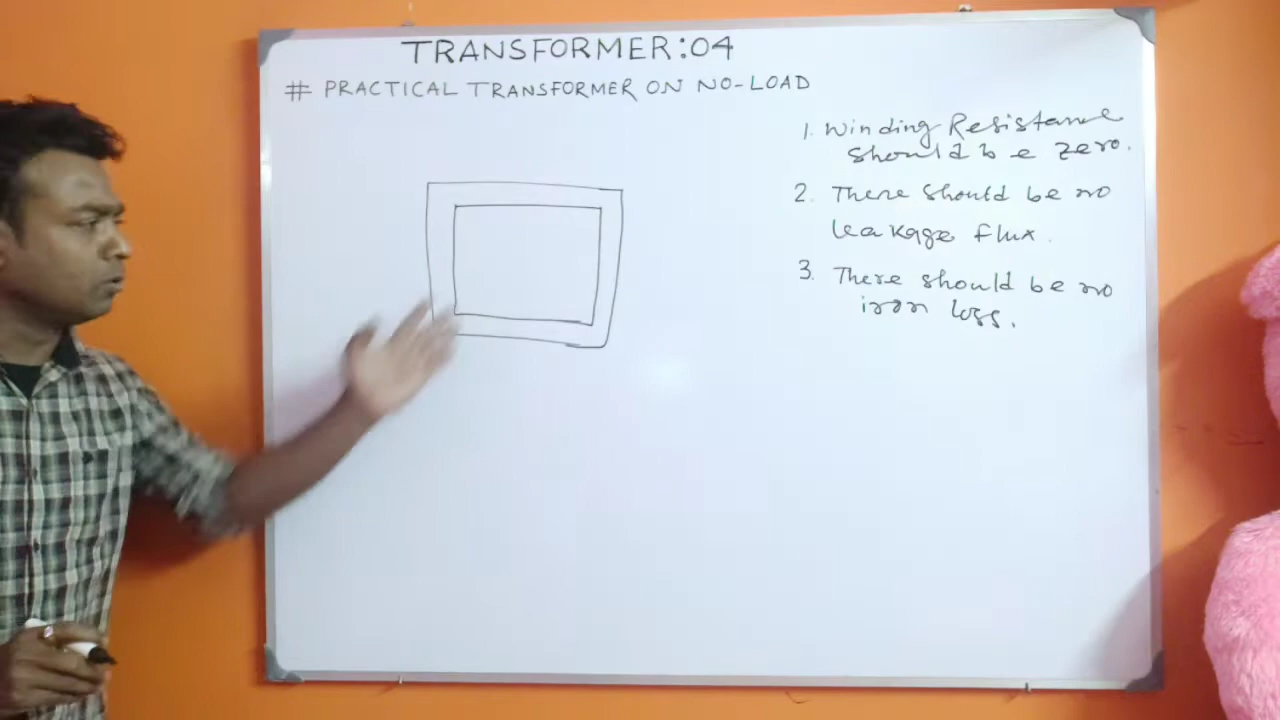 TRANSFORMER:04
# PRACTICAL TRANSFORMER ON NO-LOAD
1. Winding Resistance
should be zero.
2. There should be no
leakage flux.
3. There should be no
iron loss.